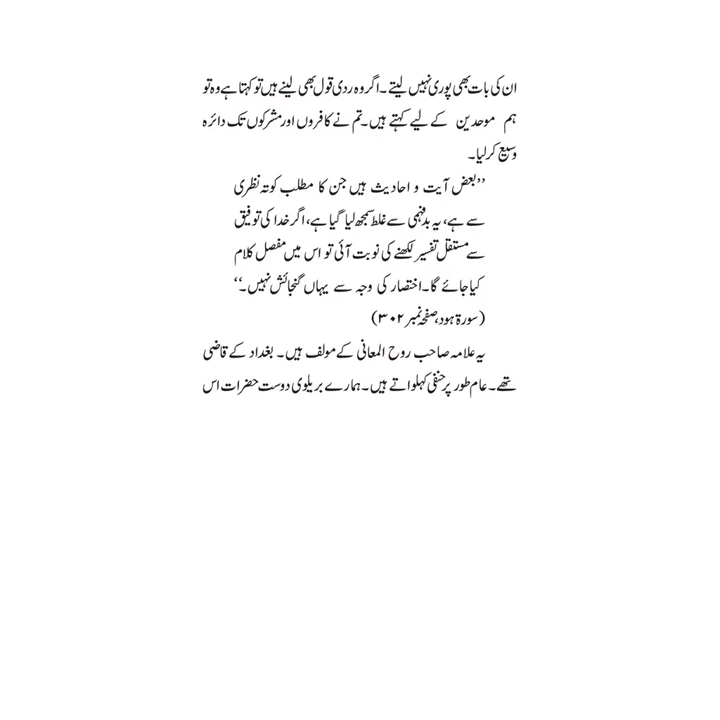 ان کی بات بھی پوری نہیں لیتے۔ اگر وہ ردی قول بھی لیتے ہیں تو کہتا ہے وہ تو
ہم موحدین کے لیے کہتے ہیں۔ تم نے کافروں اور مشرکوں تک دائرہ
وسیع کر لیا۔
’’بعض آیت و احادیث ہیں جن کا مطلب کوتہ نظری
سے ہے، یہ بدفہمی سے غلط سمجھ لیا گیا ہے، اگر خدا کی توفیق
سے مستقل تفسیر لکھنے کی نوبت آئی تو اس میں مفصل کلام
کیا جائے گا۔ اختصار کی وجہ سے یہاں گنجائش نہیں۔‘‘
(سورۃ ہود، صفحہ نمبر ۳۰۲)
یہ علامہ صاحب روح المعانی کے مولف ہیں۔ بغداد کے قاضی
تھے۔ عام طور پر حنفی کہلواتے ہیں۔ ہمارے بریلوی دوست حضرات اس